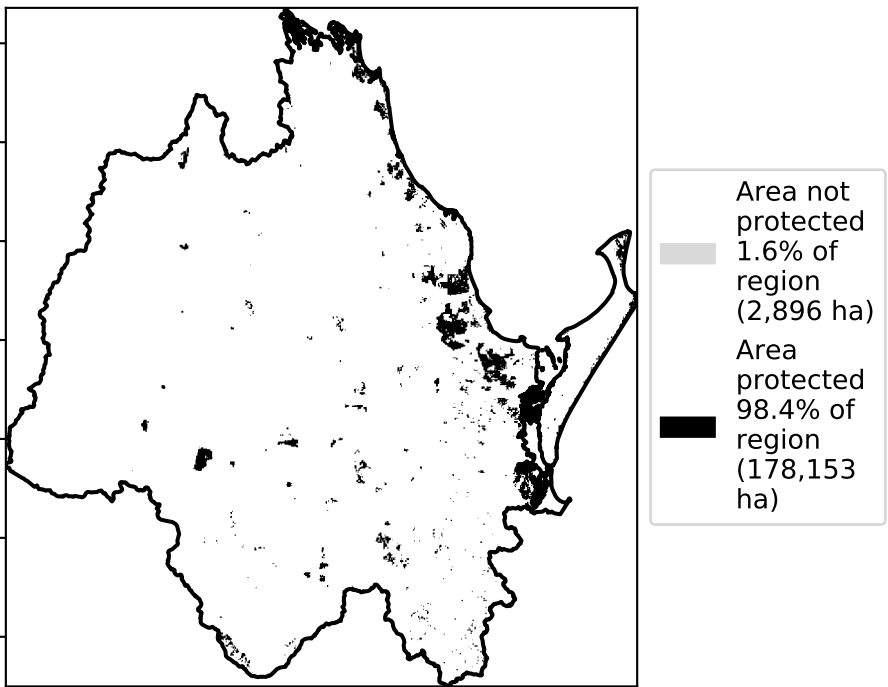 Area not
protected
1.6% of
region
(2,896 ha)
Area
protected
98.4% of
region
(178,153
ha)